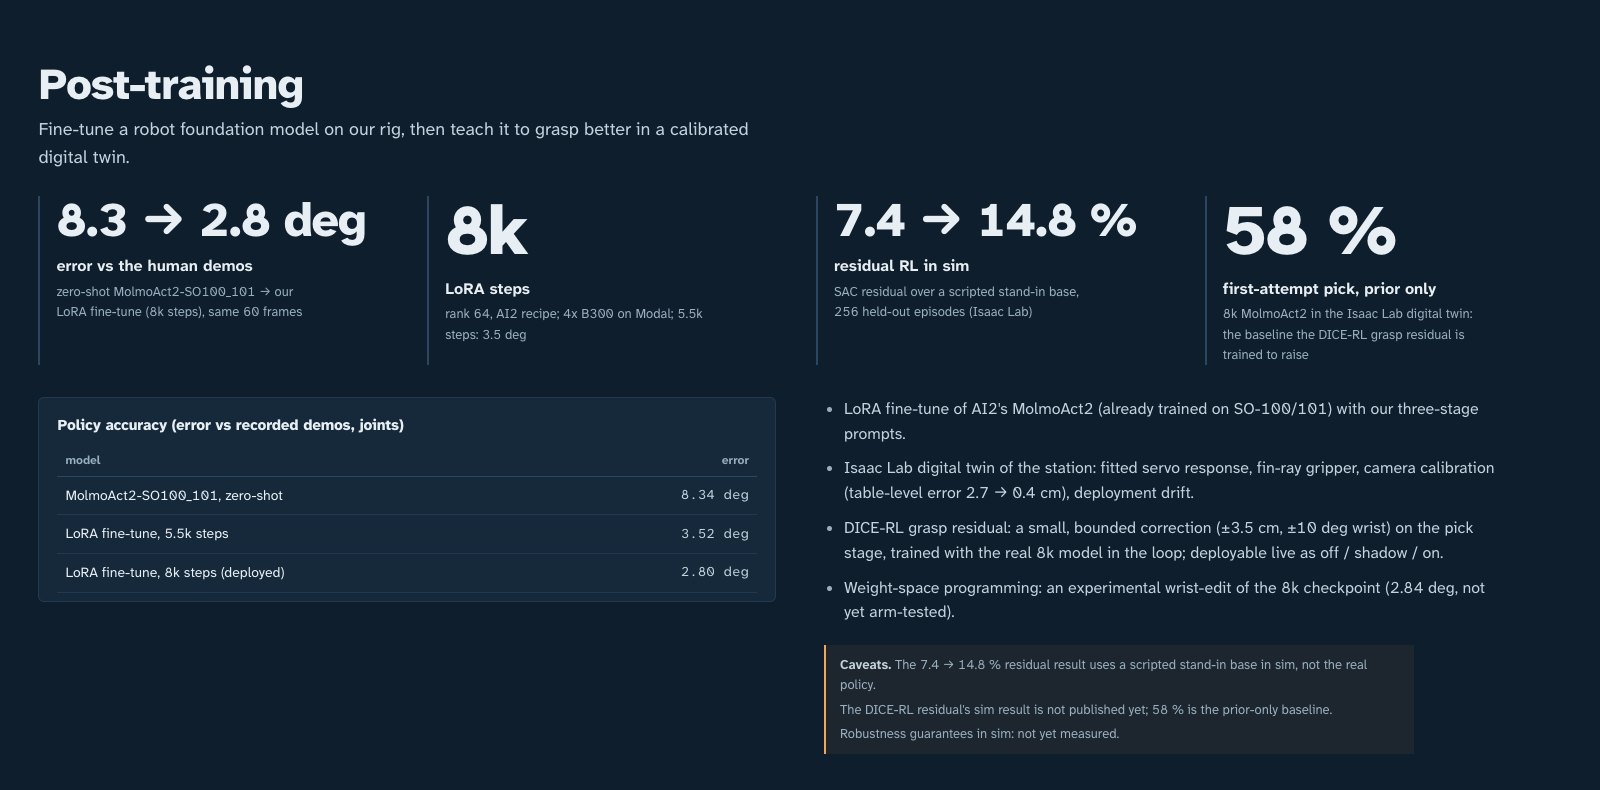 Post-training
Fine-tune a robot foundation model on our rig, then teach it to grasp better in a calibrated
digital twin.
8.3 → 2.8 deg
error vs the human demos
zero-shot MolmoAct2-SO100_101 → our
LoRA fine-tune (8k steps), same 60 frames
8k
LoRA steps
rank 64, AI2 recipe; 4x B300 on Modal; 5.5k
steps: 3.5 deg
7.4 → 14.8 %
residual RL in sim
SAC residual over a scripted stand-in base,
256 held-out episodes (Isaac Lab)
58 %
first-attempt pick, prior only
8k MolmoAct2 in the Isaac Lab digital twin:
the baseline the DICE-RL grasp residual is
trained to raise
Policy accuracy (error vs recorded demos, joints)
model error
MolmoAct2-SO100_101, zero-shot 8.34 deg
LoRA fine-tune, 5.5k steps 3.52 deg
LoRA fine-tune, 8k steps (deployed) 2.80 deg
• LoRA fine-tune of AI2's MolmoAct2 (already trained on SO-100/101) with our three-stage
prompts.
• Isaac Lab digital twin of the station: fitted servo response, fin-ray gripper, camera calibration
(table-level error 2.7 → 0.4 cm), deployment drift.
• DICE-RL grasp residual: a small, bounded correction (±3.5 cm, ±10 deg wrist) on the pick
stage, trained with the real 8k model in the loop; deployable live as off / shadow / on.
• Weight-space programming: an experimental wrist-edit of the 8k checkpoint (2.84 deg, not
yet arm-tested).
Caveats. The 7.4 → 14.8 % residual result uses a scripted stand-in base in sim, not the real
policy.
The DICE-RL residual's sim result is not published yet; 58 % is the prior-only baseline.
Robustness guarantees in sim: not yet measured.